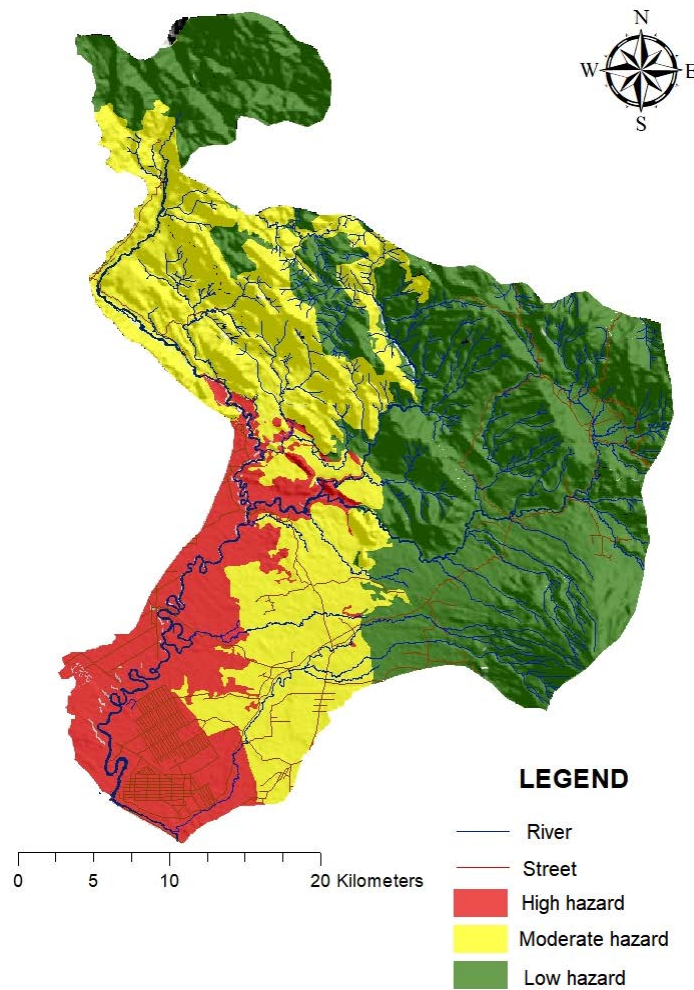 N
W E
S
LEGEND
River
Street
High hazard
Moderate hazard
Low hazard
0 5 10 20 Kilometers